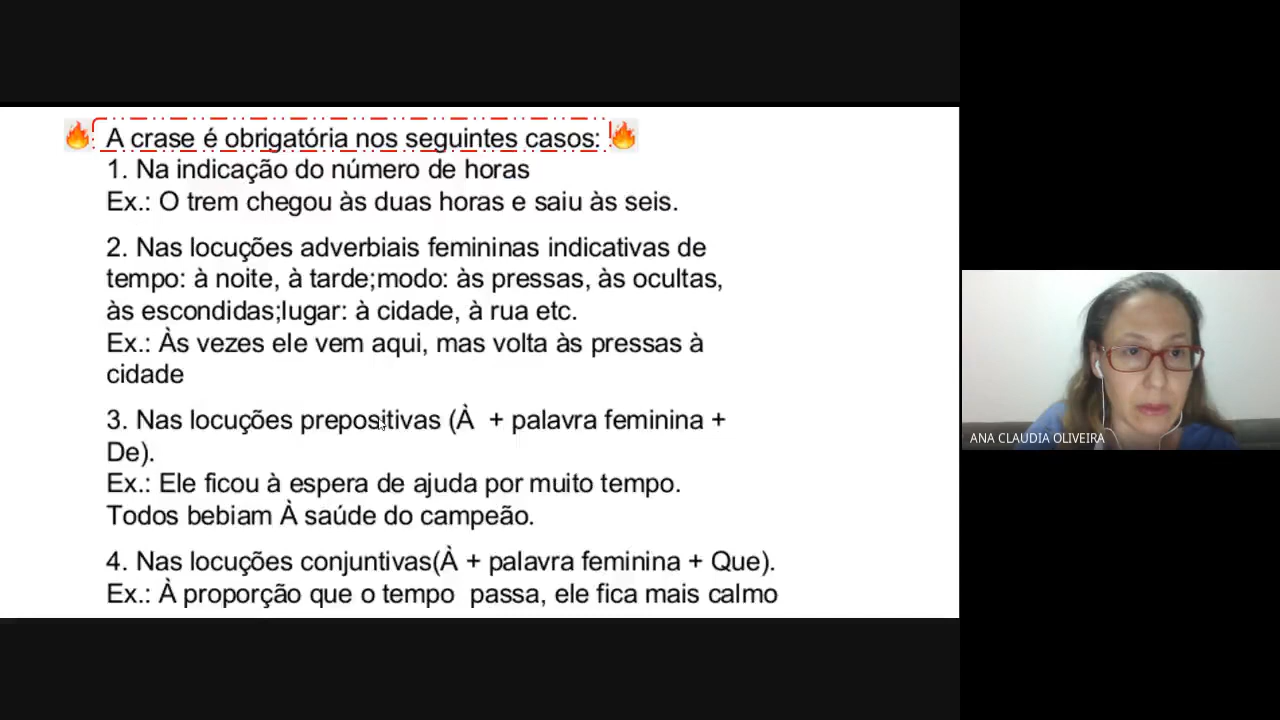 🔥 A crase é obrigatória nos seguintes casos: 🔥
1. Na indicação do número de horas
Ex.: O trem chegou às duas horas e saiu às seis.
2. Nas locuções adverbiais femininas indicativas de
tempo: à noite, à tarde;modo: às pressas, às ocultas,
às escondidas;lugar: à cidade, à rua etc.
Ex.: Às vezes ele vem aqui, mas volta às pressas à
cidade
3. Nas locuções prepositivas (À + palavra feminina +
De).
Ex.: Ele ficou à espera de ajuda por muito tempo.
Todos bebiam À saúde do campeão.
4. Nas locuções conjuntivas(À + palavra feminina + Que).
Ex.: À proporção que o tempo passa, ele fica mais calmo
ANA CLAUDIA OLIVEIRA